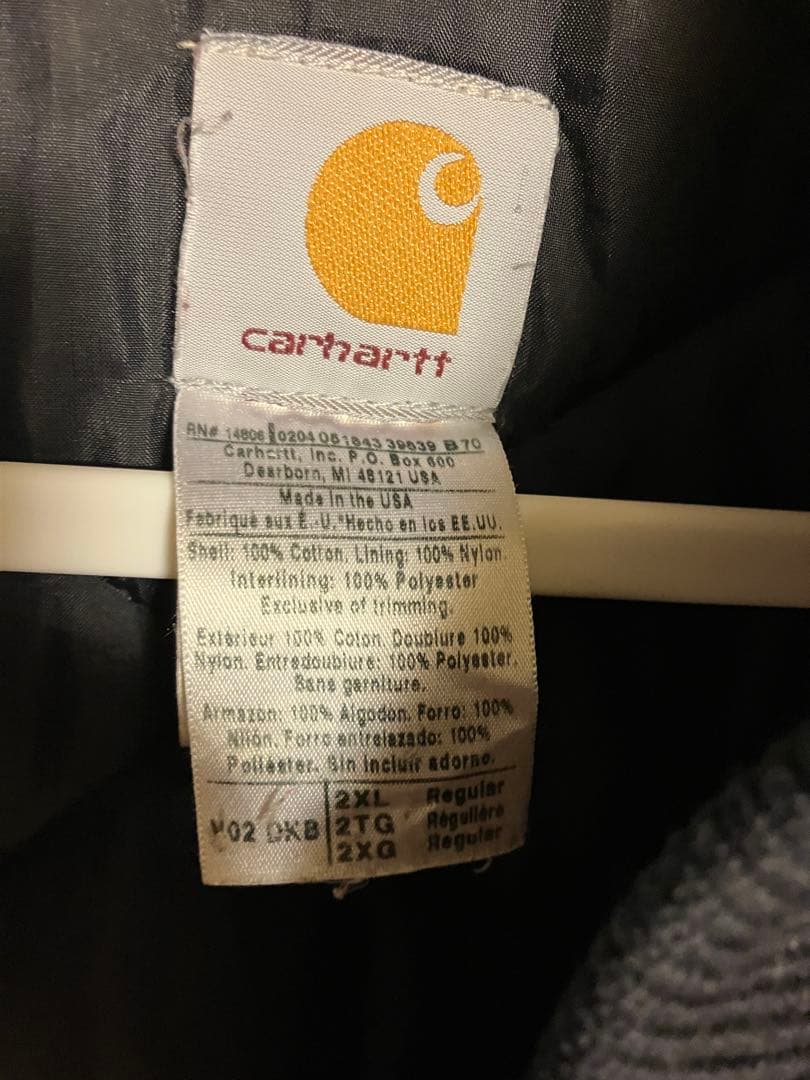 carhartt
RN# 14806 0204 051843 39639 B70
Carhartt, Inc. P.O. Box 600
Dearborn, MI 48121 USA
Made in the USA
Fabriqué aux É.-U.*Hecho en los EE.UU.
Shell: 100% Cotton. Lining: 100% Nylon.
Interlining: 100% Polyester
Exclusive of trimming.
Extérieur 100% Coton. Doublure 100%
Nylon. Entredoublure: 100% Polyester.
Sans garniture.
Armazon: 100% Algodon. Forro: 100%
Nilón. Forro entrelazado: 100%
Poliester. Sin incluir adorno.
V02 DKB
2XL Regular
2TG Régulière
2XG Regular